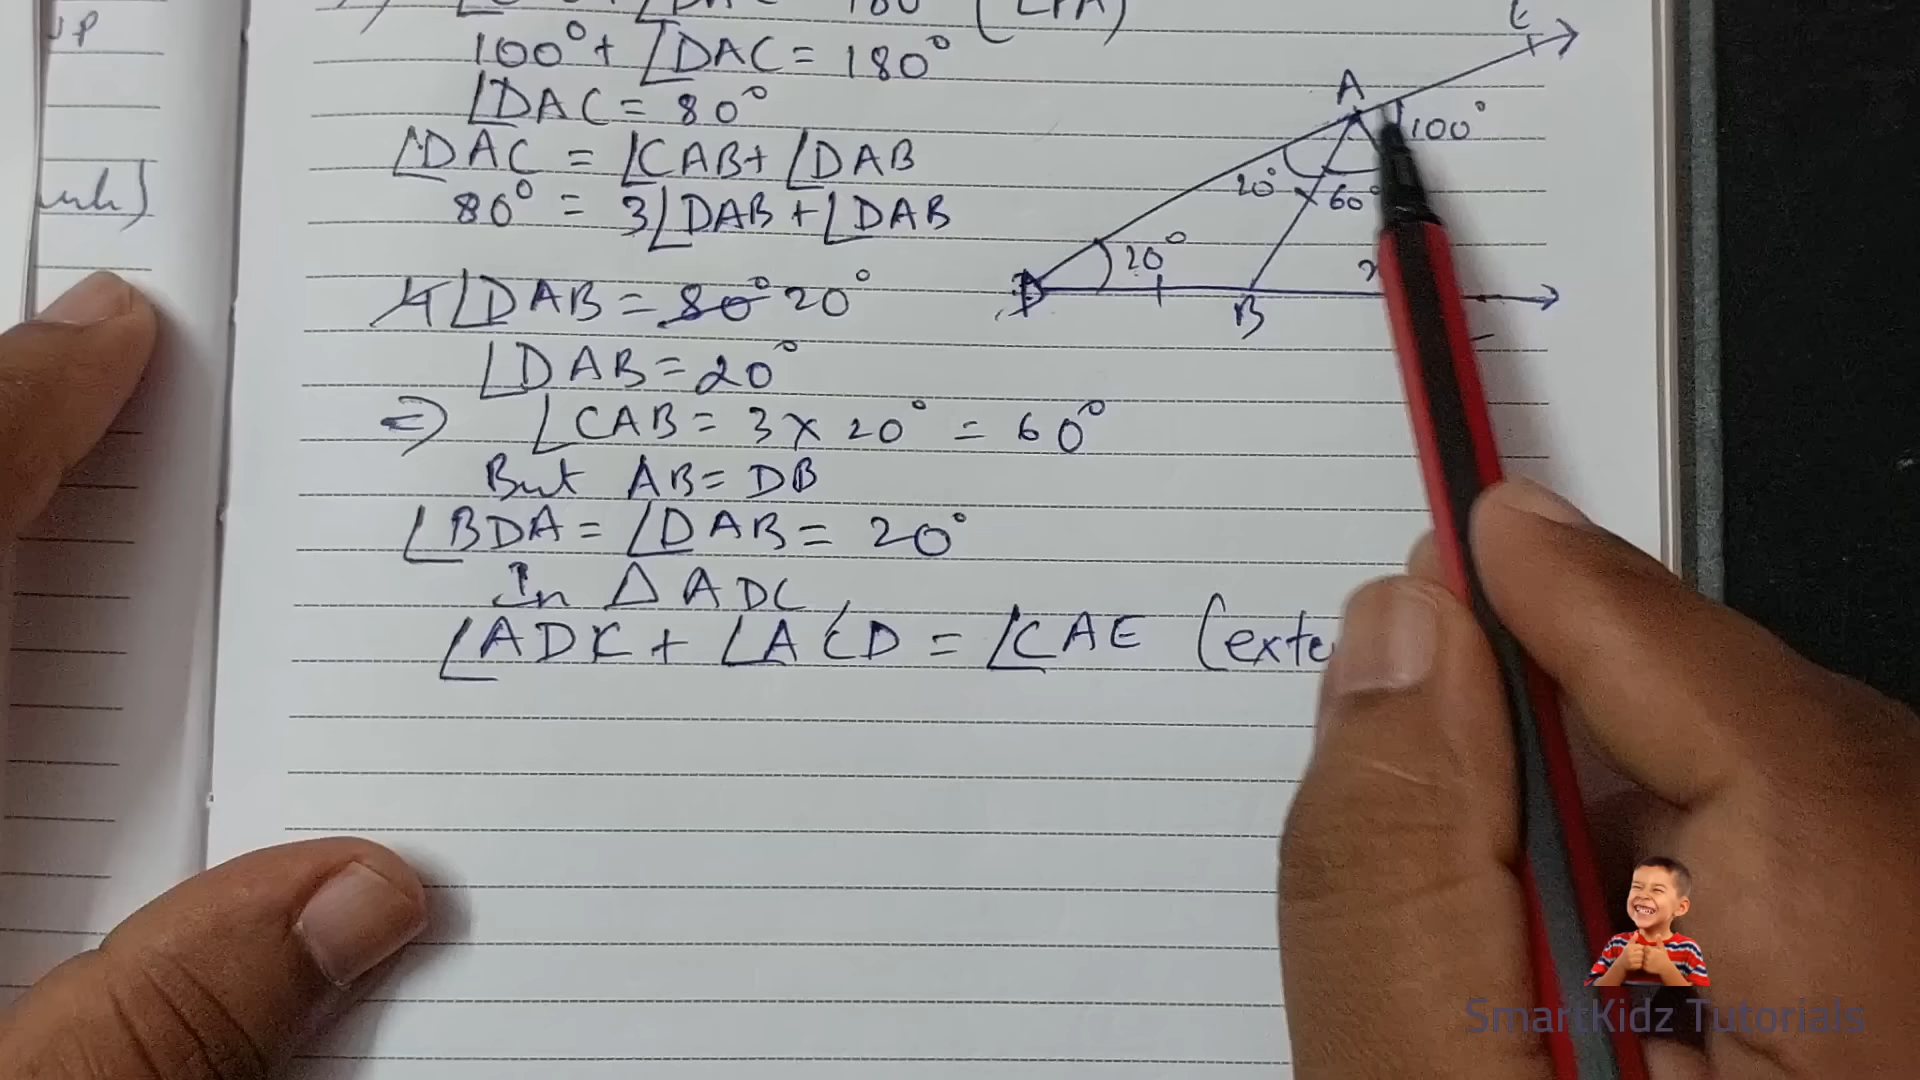 100° + ∠DAC = 180°
∠DAC = 80°
∠DAC = ∠CAB + ∠DAB
80° = 3∠DAB + ∠DAB
4∠DAB = 80° 20°
∠DAB = 20°
⇒ ∠CAB = 3 × 20° = 60°
But AB = DB
∠BDA = ∠DAB = 20°
In △ADC
∠ADC + ∠ACD = ∠CAE (exte
A
100°
20°
60°
20°
D
B
SmartKidz Tutorials